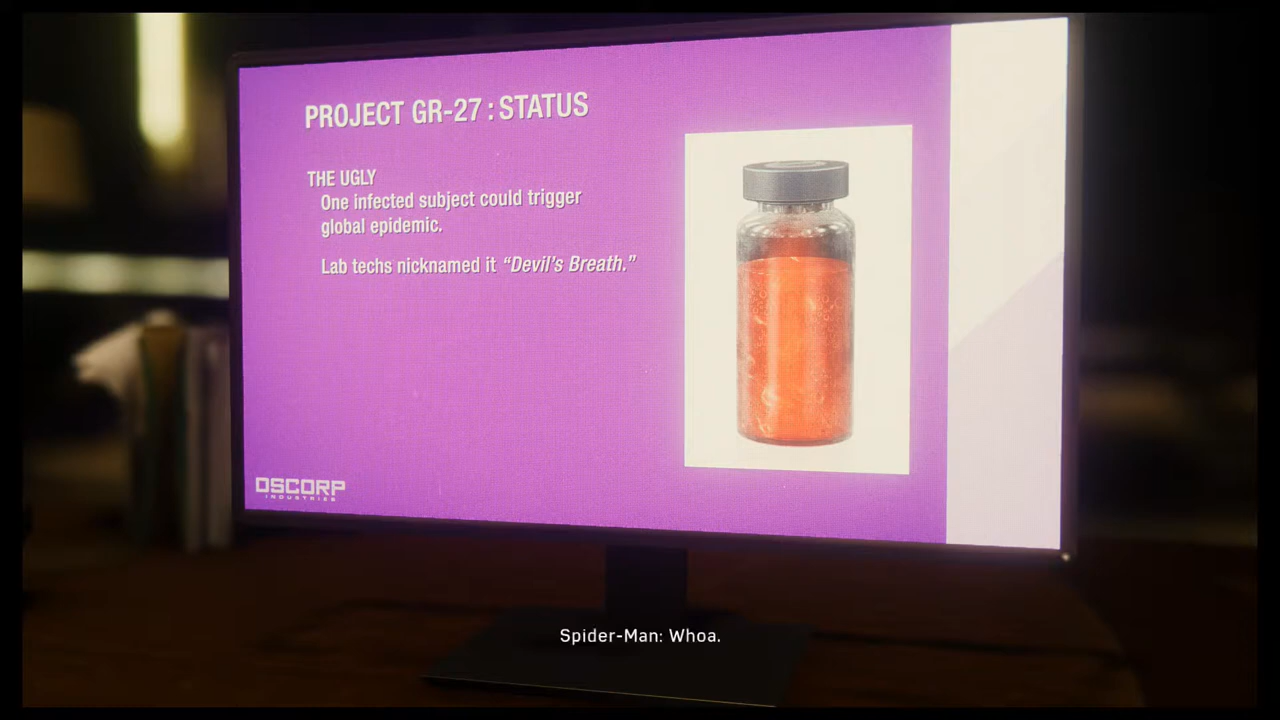 PROJECT GR-27 : STATUS
THE UGLY
One infected subject could trigger
global epidemic.
Lab techs nicknamed it “Devil’s Breath.”
OSCORP
INDUSTRIES
Spider-Man: Whoa.